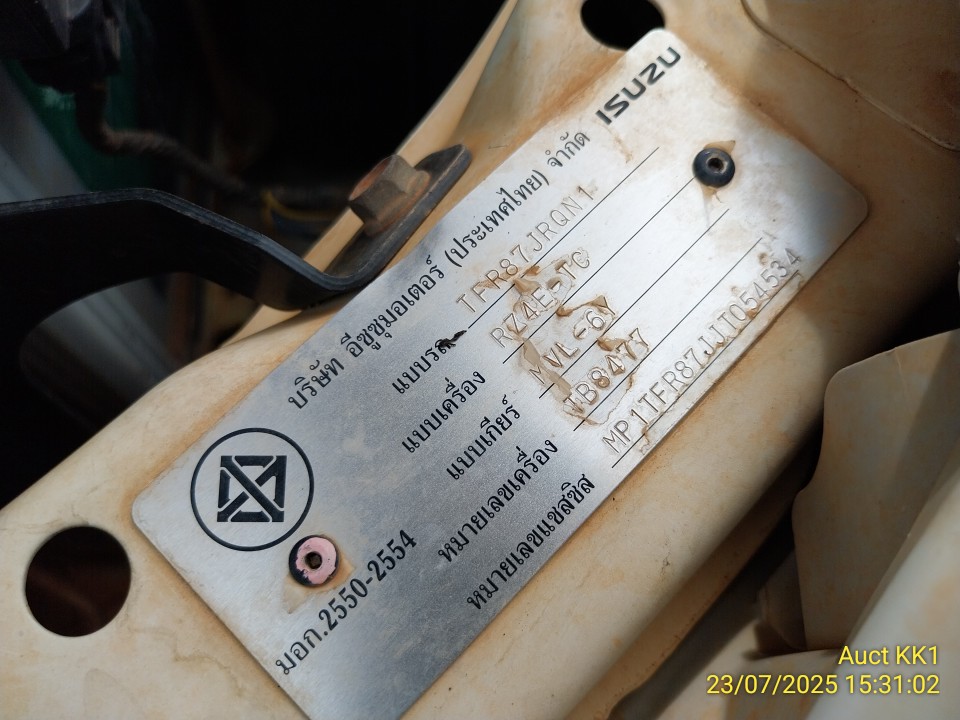 ISUZU
บริษัท อีซูซุมอเตอร์ (ประเทศไทย) จำกัด
แบบรถ TFR87JRQN1
แบบเครื่อง RZ4E-TC
แบบเกียร์ MVL-6Y
หมายเลขเครื่อง TB8477
หมายเลขแชสซิส MP1TFR87JJT054534
มอก.2550-2554
Auct KK1
23/07/2025 15:31:02